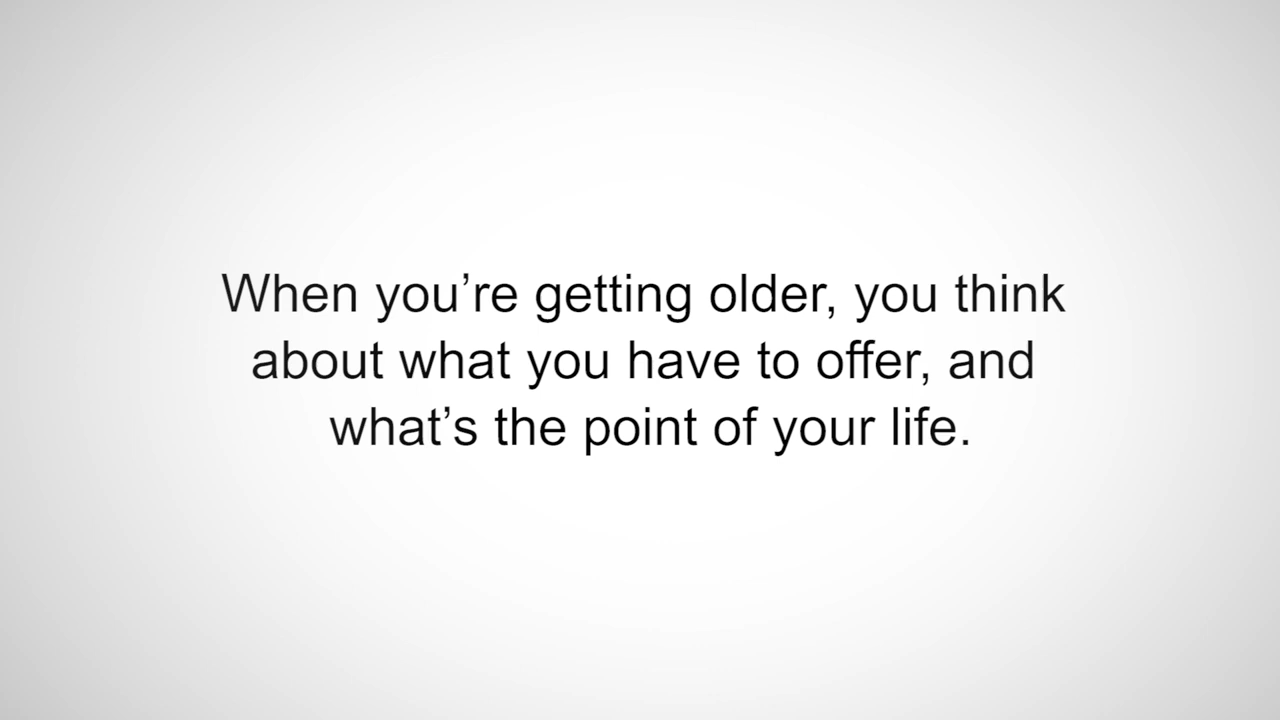 When you’re getting older, you think
about what you have to offer, and
what’s the point of your life.